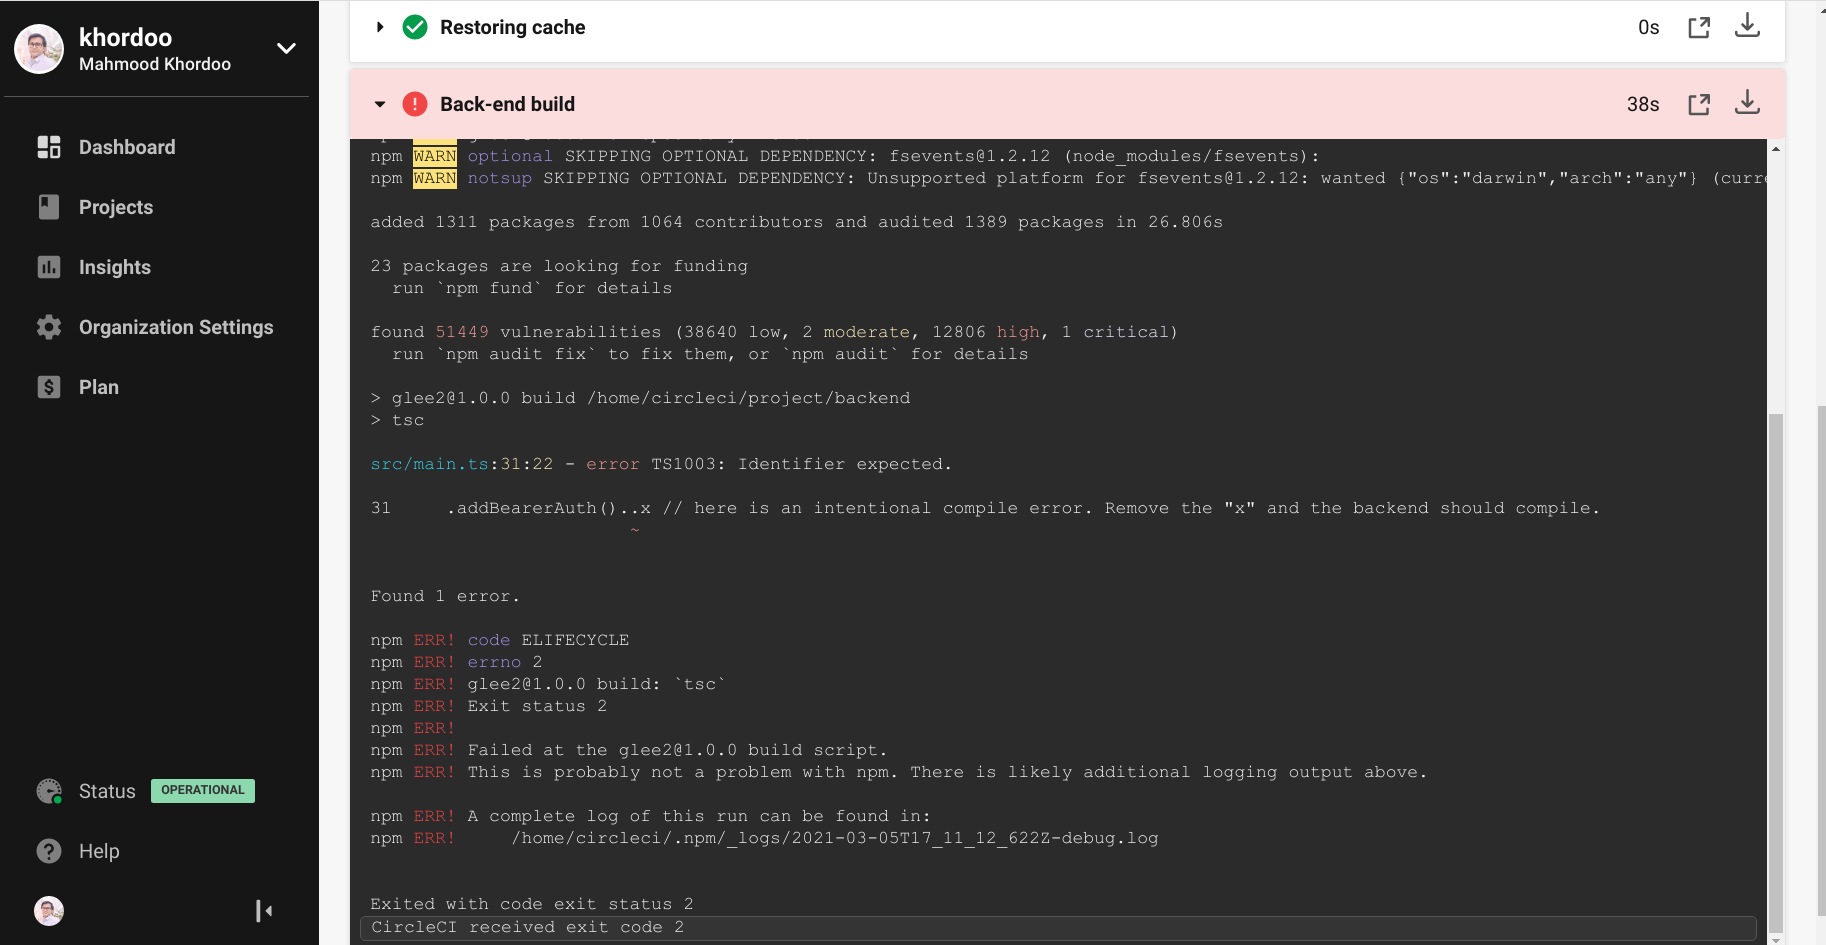 khordoo
Mahmood Khordoo
Dashboard
Projects
Insights
Organization Settings
Plan
Status OPERATIONAL
Help
Restoring cache 0s
Back-end build 38s
npm WARN optional SKIPPING OPTIONAL DEPENDENCY: fsevents@1.2.12 (node_modules/fsevents):
npm WARN notsup SKIPPING OPTIONAL DEPENDENCY: Unsupported platform for fsevents@1.2.12: wanted {"os":"darwin","arch":"any"} (curre
added 1311 packages from 1064 contributors and audited 1389 packages in 26.806s
23 packages are looking for funding
run `npm fund` for details
found 51449 vulnerabilities (38640 low, 2 moderate, 12806 high, 1 critical)
run `npm audit fix` to fix them, or `npm audit` for details
> glee2@1.0.0 build /home/circleci/project/backend
> tsc
src/main.ts:31:22 - error TS1003: Identifier expected.
31     .addBearerAuth()..x // here is an intentional compile error. Remove the "x" and the backend should compile.
~
Found 1 error.
npm ERR! code ELIFECYCLE
npm ERR! errno 2
npm ERR! glee2@1.0.0 build: `tsc`
npm ERR! Exit status 2
npm ERR!
npm ERR! Failed at the glee2@1.0.0 build script.
npm ERR! This is probably not a problem with npm. There is likely additional logging output above.
npm ERR! A complete log of this run can be found in:
npm ERR!     /home/circleci/.npm/_logs/2021-03-05T17_11_12_622Z-debug.log
Exited with code exit status 2
CircleCI received exit code 2